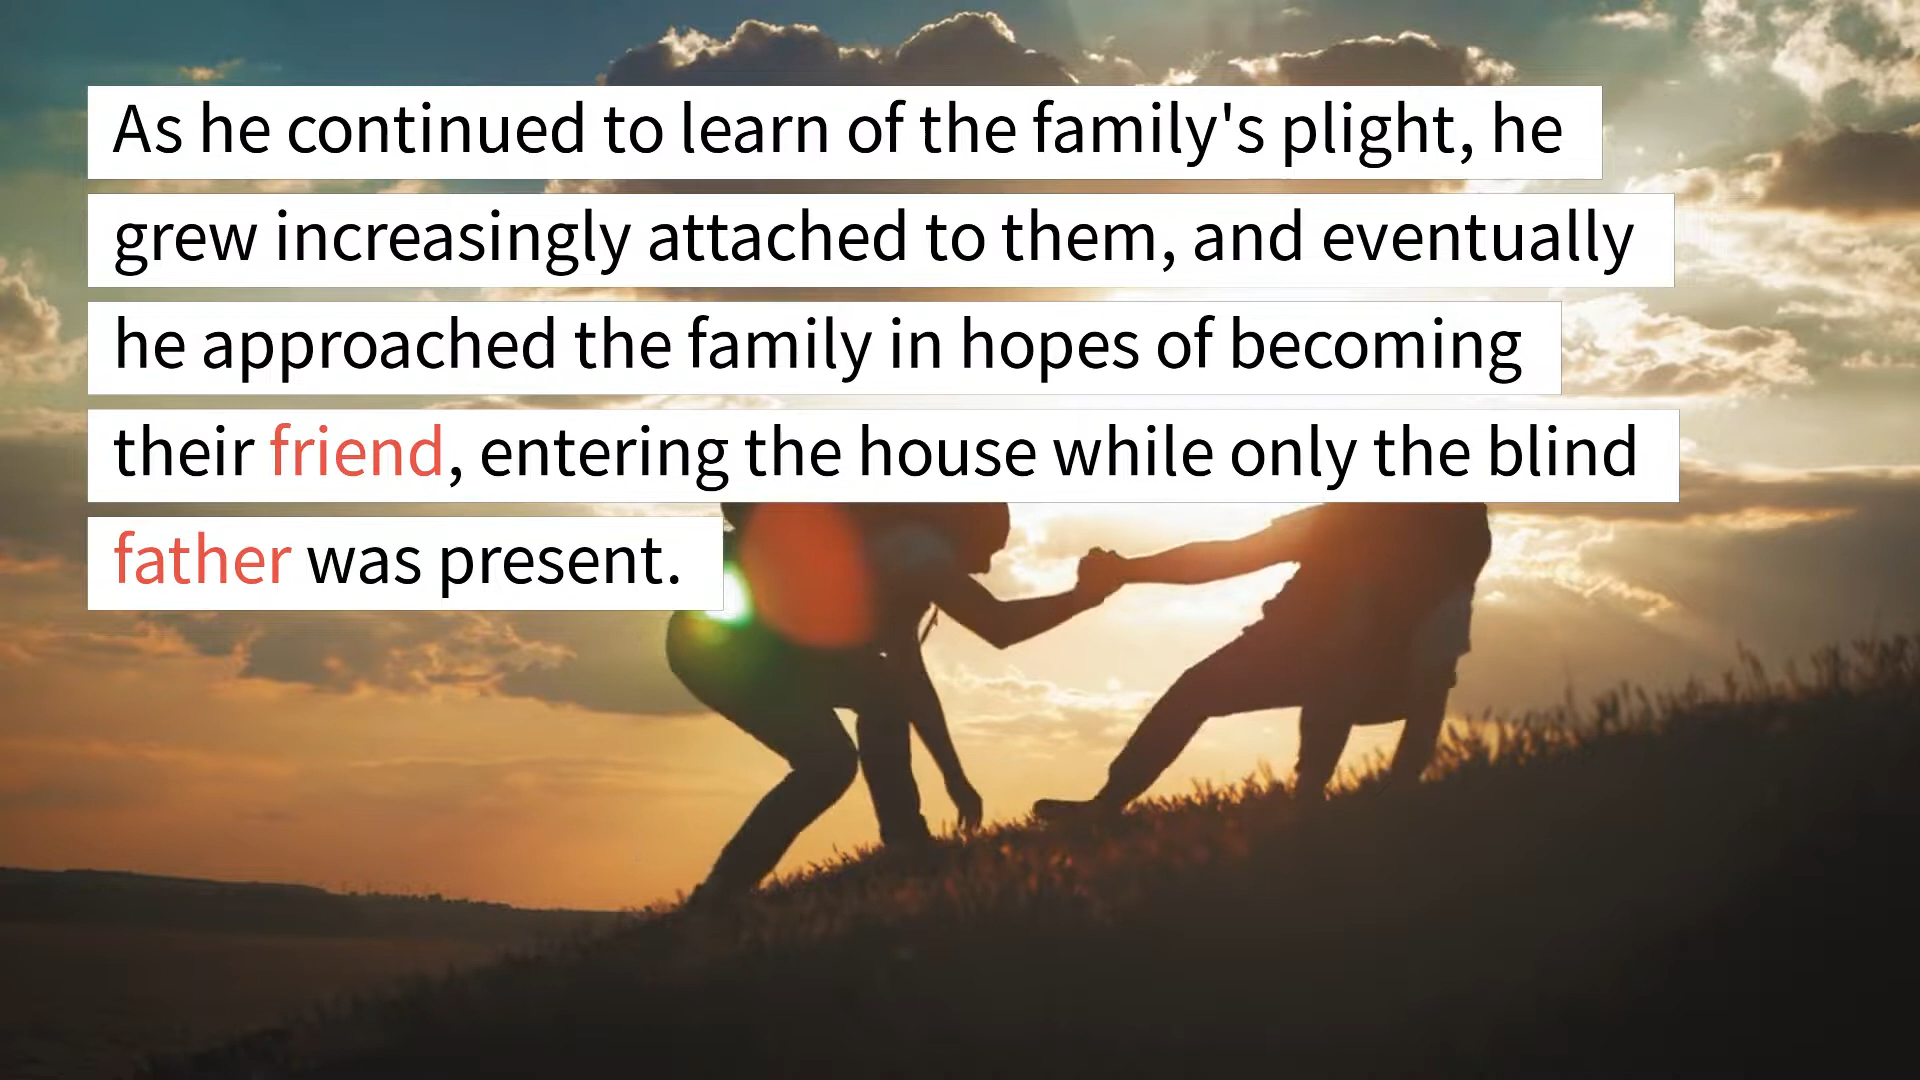 As he continued to learn of the family's plight, he
grew increasingly attached to them, and eventually
he approached the family in hopes of becoming
their friend, entering the house while only the blind
father was present.